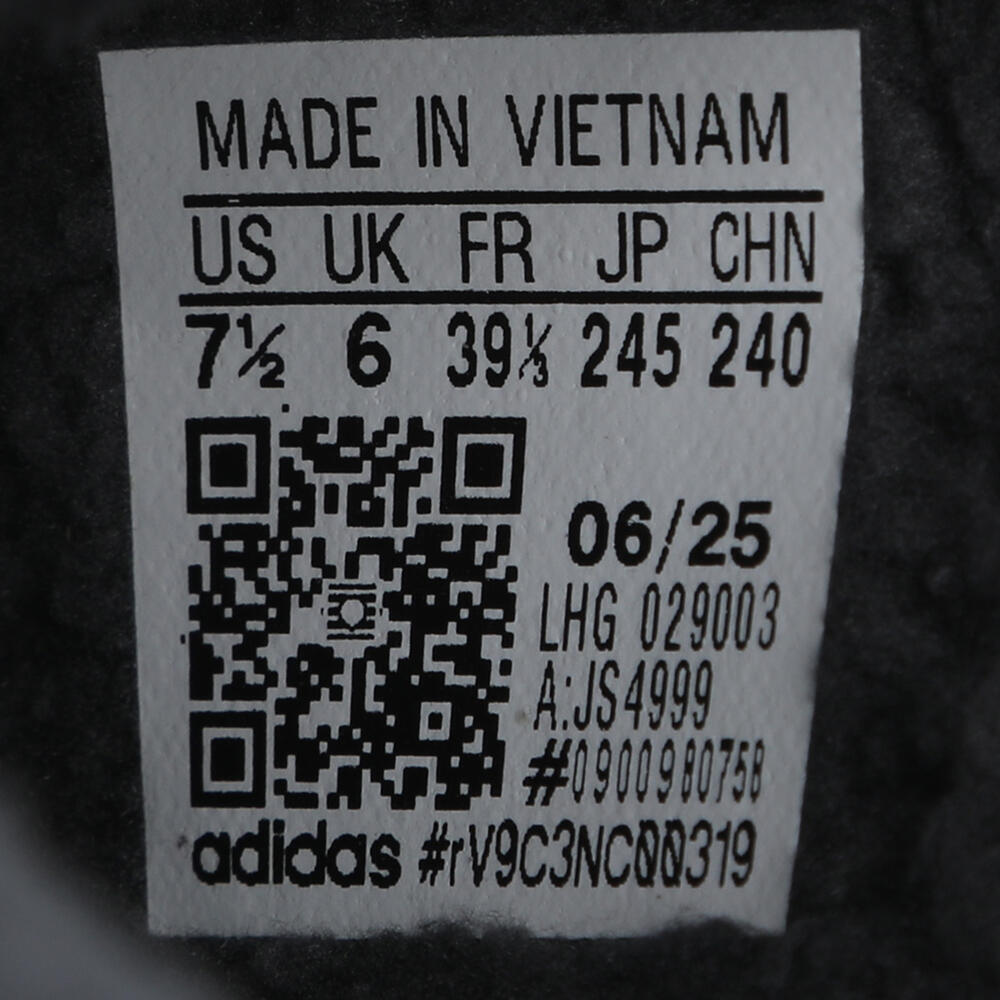 MADE IN VIETNAM
US UK FR JP CHN
7½ 6 39⅓ 245 240
06/25
LHG 029003
A:JS4999
#0900980758
adidas #rV9C3NC00319